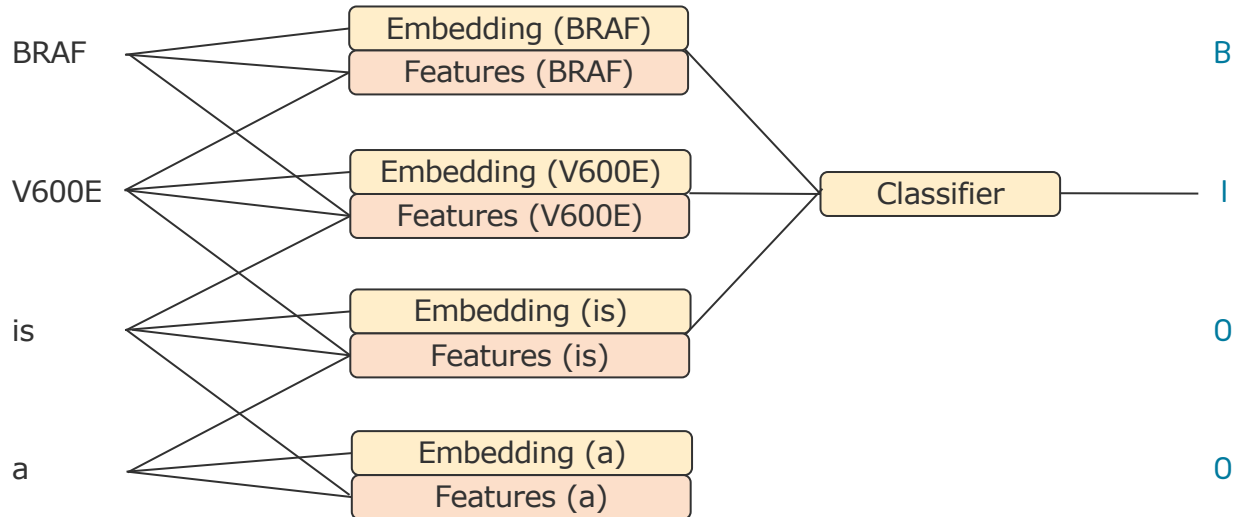 BRAF
Embedding (BRAF)
Features (BRAF)
B
V600E
Embedding (V600E)
Features (V600E)
Classifier
I
is
Embedding (is)
Features (is)
O
a
Embedding (a)
Features (a)
O